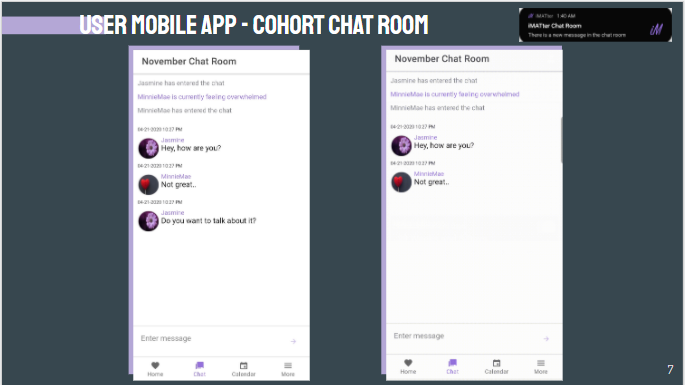 USER MOBILE APP - COHORT CHAT ROOM
iMATter 1:40 AM
iMATter Chat Room
There is a new message in the chat room
November Chat Room
Jasmine has entered the chat
MinnieMae is currently feeling overwhelmed
MinnieMae has entered the chat
04-21-2020 10:27 PM
Jasmine
Hey, how are you?
04-21-2020 10:27 PM
MinnieMae
Not great..
04-21-2020 10:27 PM
Jasmine
Do you want to talk about it?
Enter message
Home Chat Calendar More
November Chat Room
Jasmine has entered the chat
MinnieMae is currently feeling overwhelmed
MinnieMae has entered the chat
04-21-2020 10:27 PM
Jasmine
Hey, how are you?
04-21-2020 10:27 PM
MinnieMae
Not great..
Enter message
Home Chat Calendar More
7